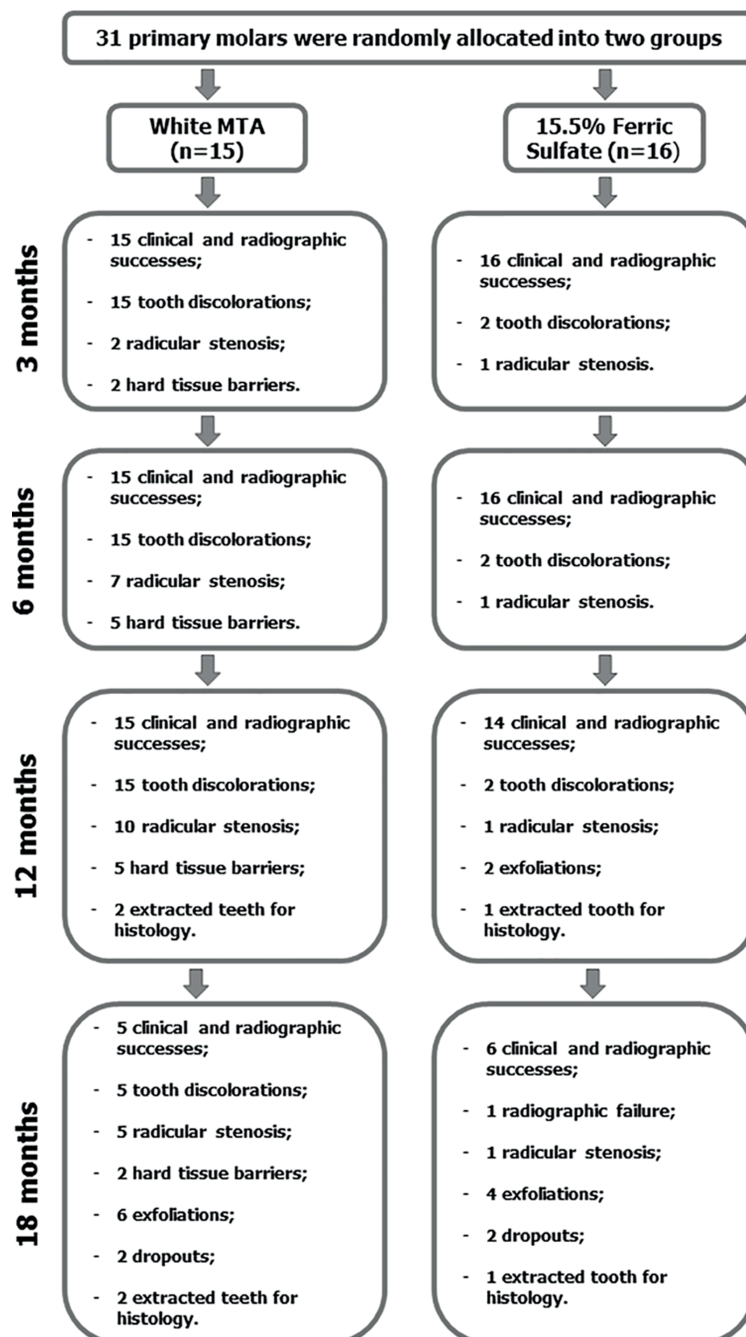 31 primary molars were randomly allocated into two groups
White MTA
(n=15)
15.5% Ferric
Sulfate (n=16)
3 months
- 15 clinical and radiographic
successes;
- 15 tooth discolorations;
- 2 radicular stenosis;
- 2 hard tissue barriers.
- 16 clinical and radiographic
successes;
- 2 tooth discolorations;
- 1 radicular stenosis.
6 months
- 15 clinical and radiographic
successes;
- 15 tooth discolorations;
- 7 radicular stenosis;
- 5 hard tissue barriers.
- 16 clinical and radiographic
successes;
- 2 tooth discolorations;
- 1 radicular stenosis.
12 months
- 15 clinical and radiographic
successes;
- 15 tooth discolorations;
- 10 radicular stenosis;
- 5 hard tissue barriers;
- 2 extracted teeth for
histology.
- 14 clinical and radiographic
successes;
- 2 tooth discolorations;
- 1 radicular stenosis;
- 2 exfoliations;
- 1 extracted tooth for
histology.
18 months
- 5 clinical and radiographic
successes;
- 5 tooth discolorations;
- 5 radicular stenosis;
- 2 hard tissue barriers;
- 6 exfoliations;
- 2 dropouts;
- 2 extracted teeth for
histology.
- 6 clinical and radiographic
successes;
- 1 radiographic failure;
- 1 radicular stenosis;
- 4 exfoliations;
- 2 dropouts;
- 1 extracted tooth for
histology.